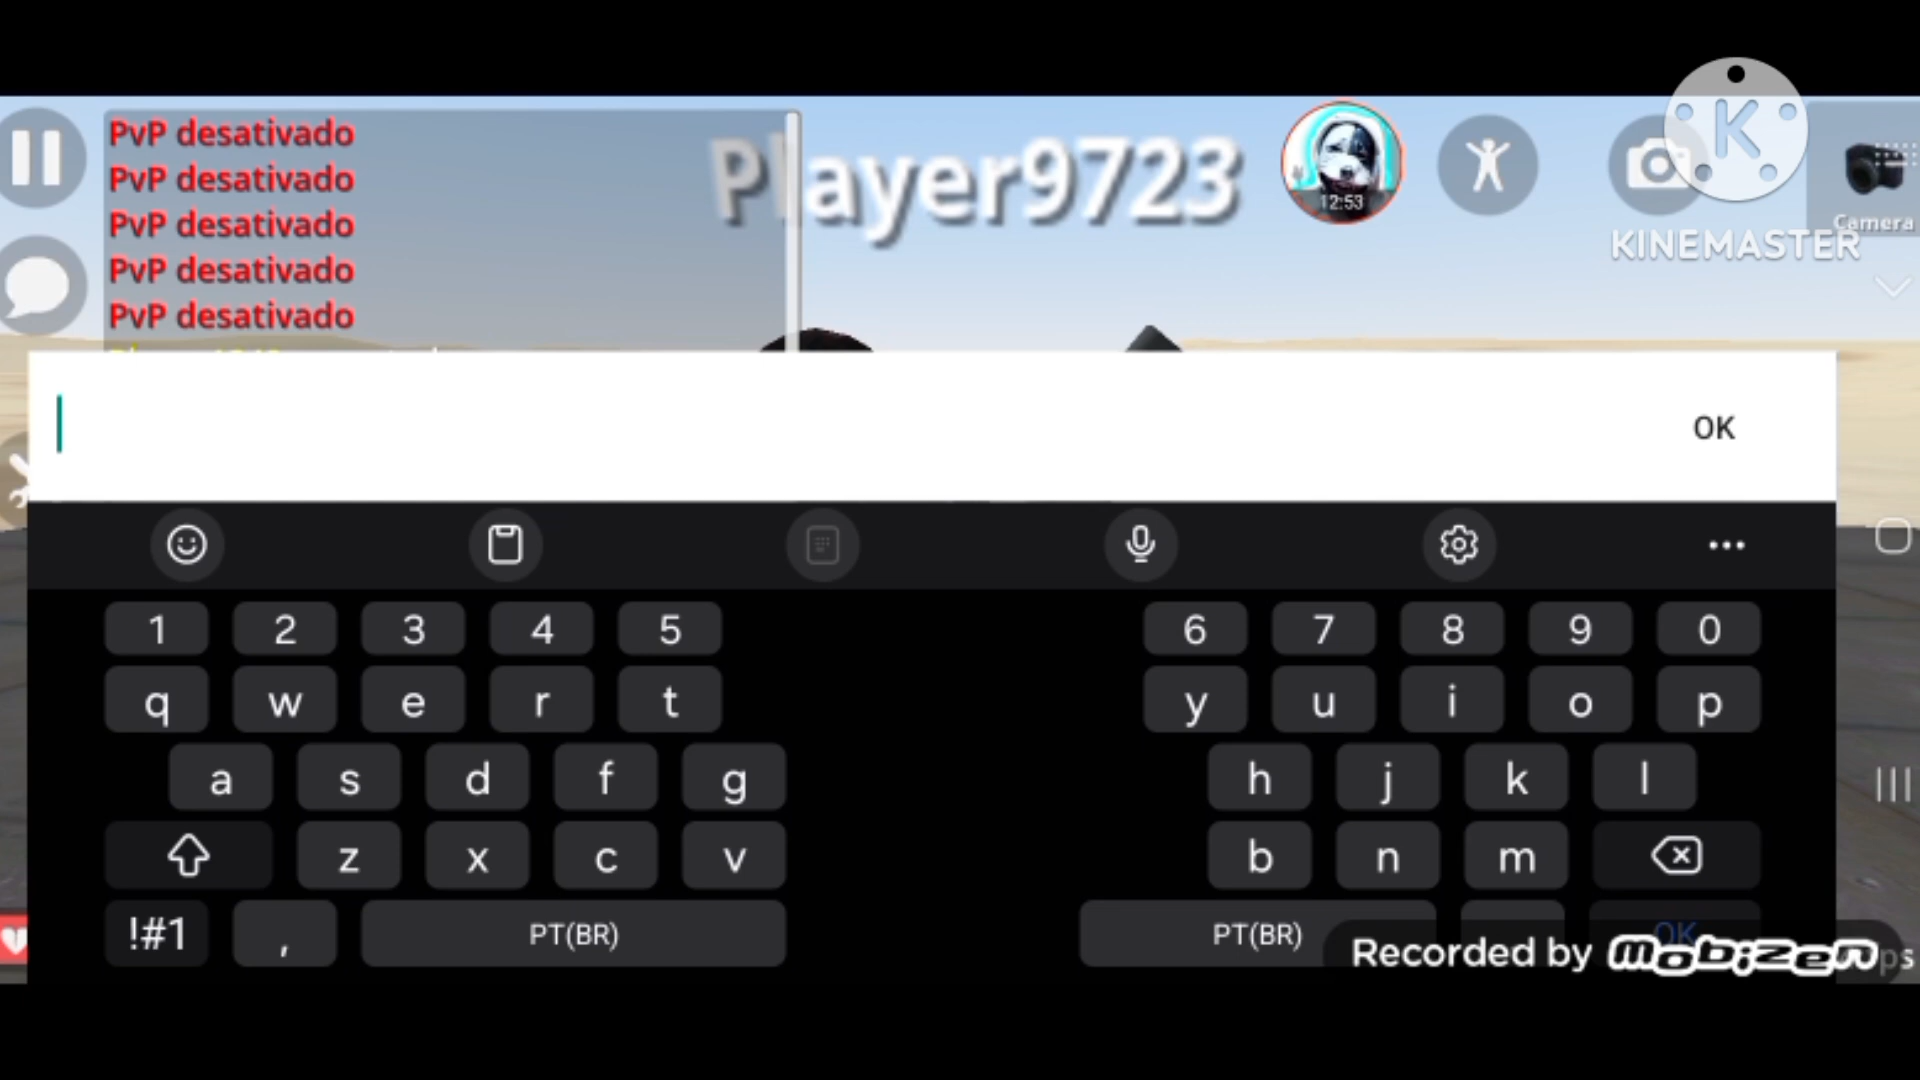 PvP desativado
PvP desativado
PvP desativado
PvP desativado
PvP desativado
Player9723
12:53
Camera
KINEMASTER
OK
1 2 3 4 5 6 7 8 9 0
q w e r t y u i o p
a s d f g h j k l
z x c v b n m
!#1 , PT(BR) PT(BR) OK
Recorded by mobizen